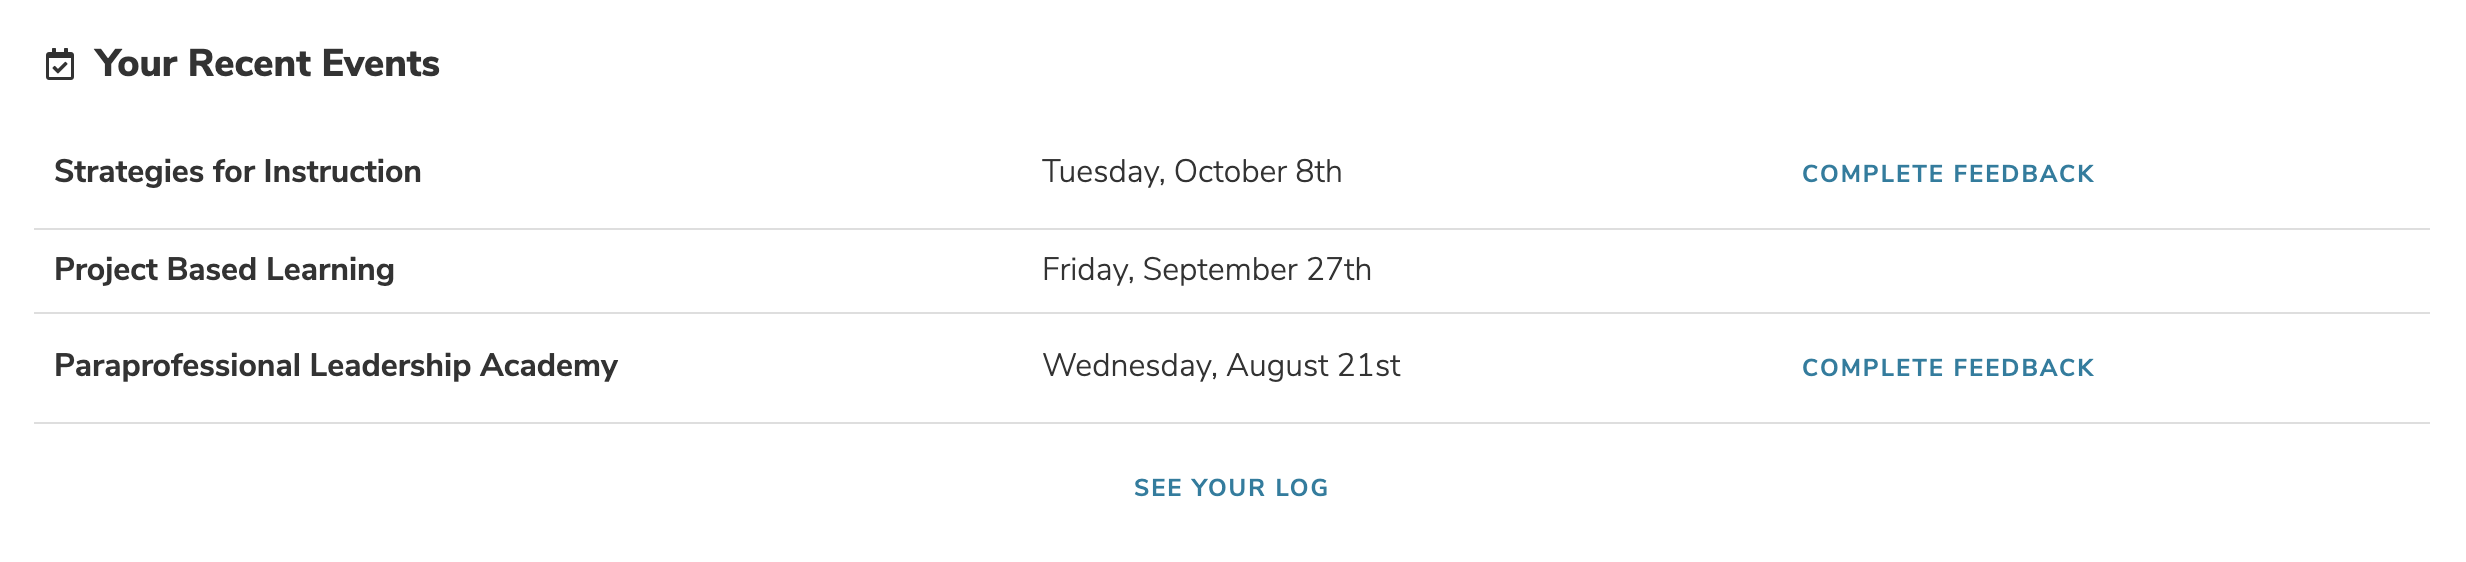 Your Recent Events
Strategies for Instruction Tuesday, October 8th COMPLETE FEEDBACK
Project Based Learning Friday, September 27th
Paraprofessional Leadership Academy Wednesday, August 21st COMPLETE FEEDBACK
SEE YOUR LOG